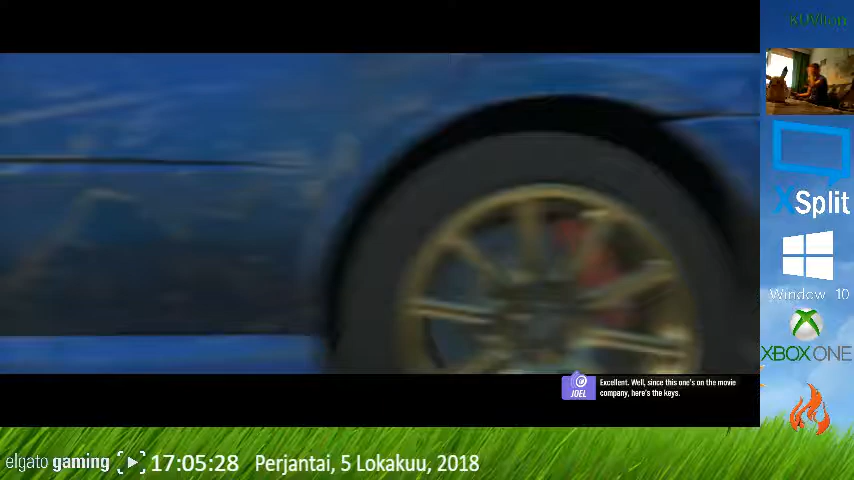 XSplit
Window 10
XBOX ONE
JOEL
Excellent. Well, since this one's on the movie
company, here's the keys.
elgato gaming
17:05:28
Perjantai, 5 Lokakuu, 2018